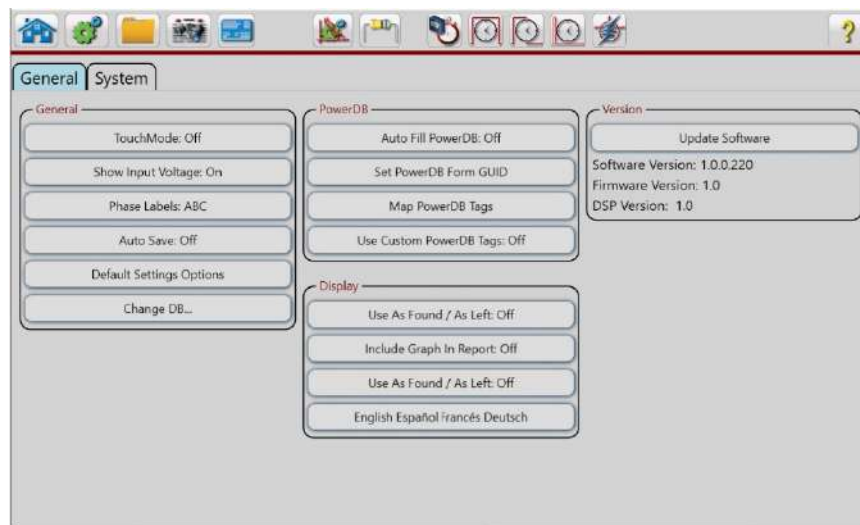 General System
General
TouchMode: Off
Show Input Voltage: On
Phase Labels: ABC
Auto Save: Off
Default Settings Options
Change DB...
PowerDB
Auto Fill PowerDB: Off
Set PowerDB Form GUID
Map PowerDB Tags
Use Custom PowerDB Tags: Off
Display
Use As Found / As Left: Off
Include Graph In Report: Off
Use As Found / As Left: Off
English Español Francés Deutsch
Version
Update Software
Software Version: 1.0.0.220
Firmware Version: 1.0
DSP Version: 1.0
?